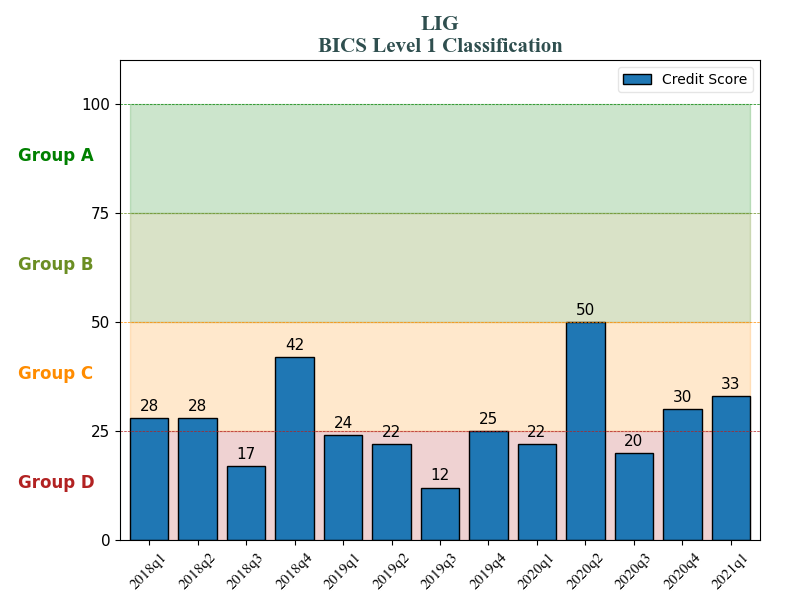 LIG
BICS Level 1 Classification
Credit Score
100
Group A
75
Group B
50
50
42
Group C
33
30
28
28
25
25
24
22
22
20
17
12
Group D
0
2018q1
2018q2
2018q3
2018q4
2019q1
2019q2
2019q3
2019q4
2020q1
2020q2
2020q3
2020q4
2021q1